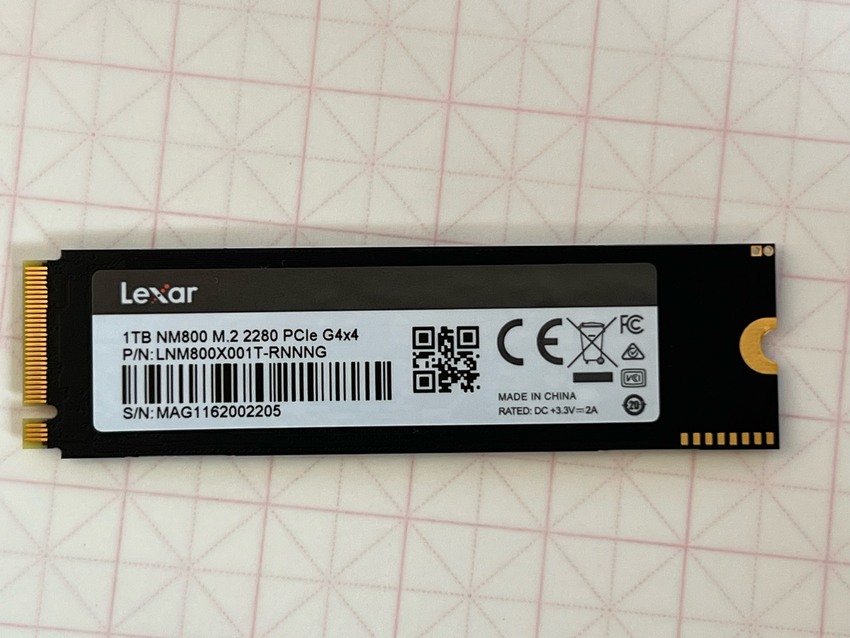 Lexar
1TB NM800 M.2 2280 PCIe G4x4
P/N: LNM800X001T-RNNNG
S/N: MAG1162002205
CE
FC
MADE IN CHINA
RATED: DC +3.3V⎓2A
20